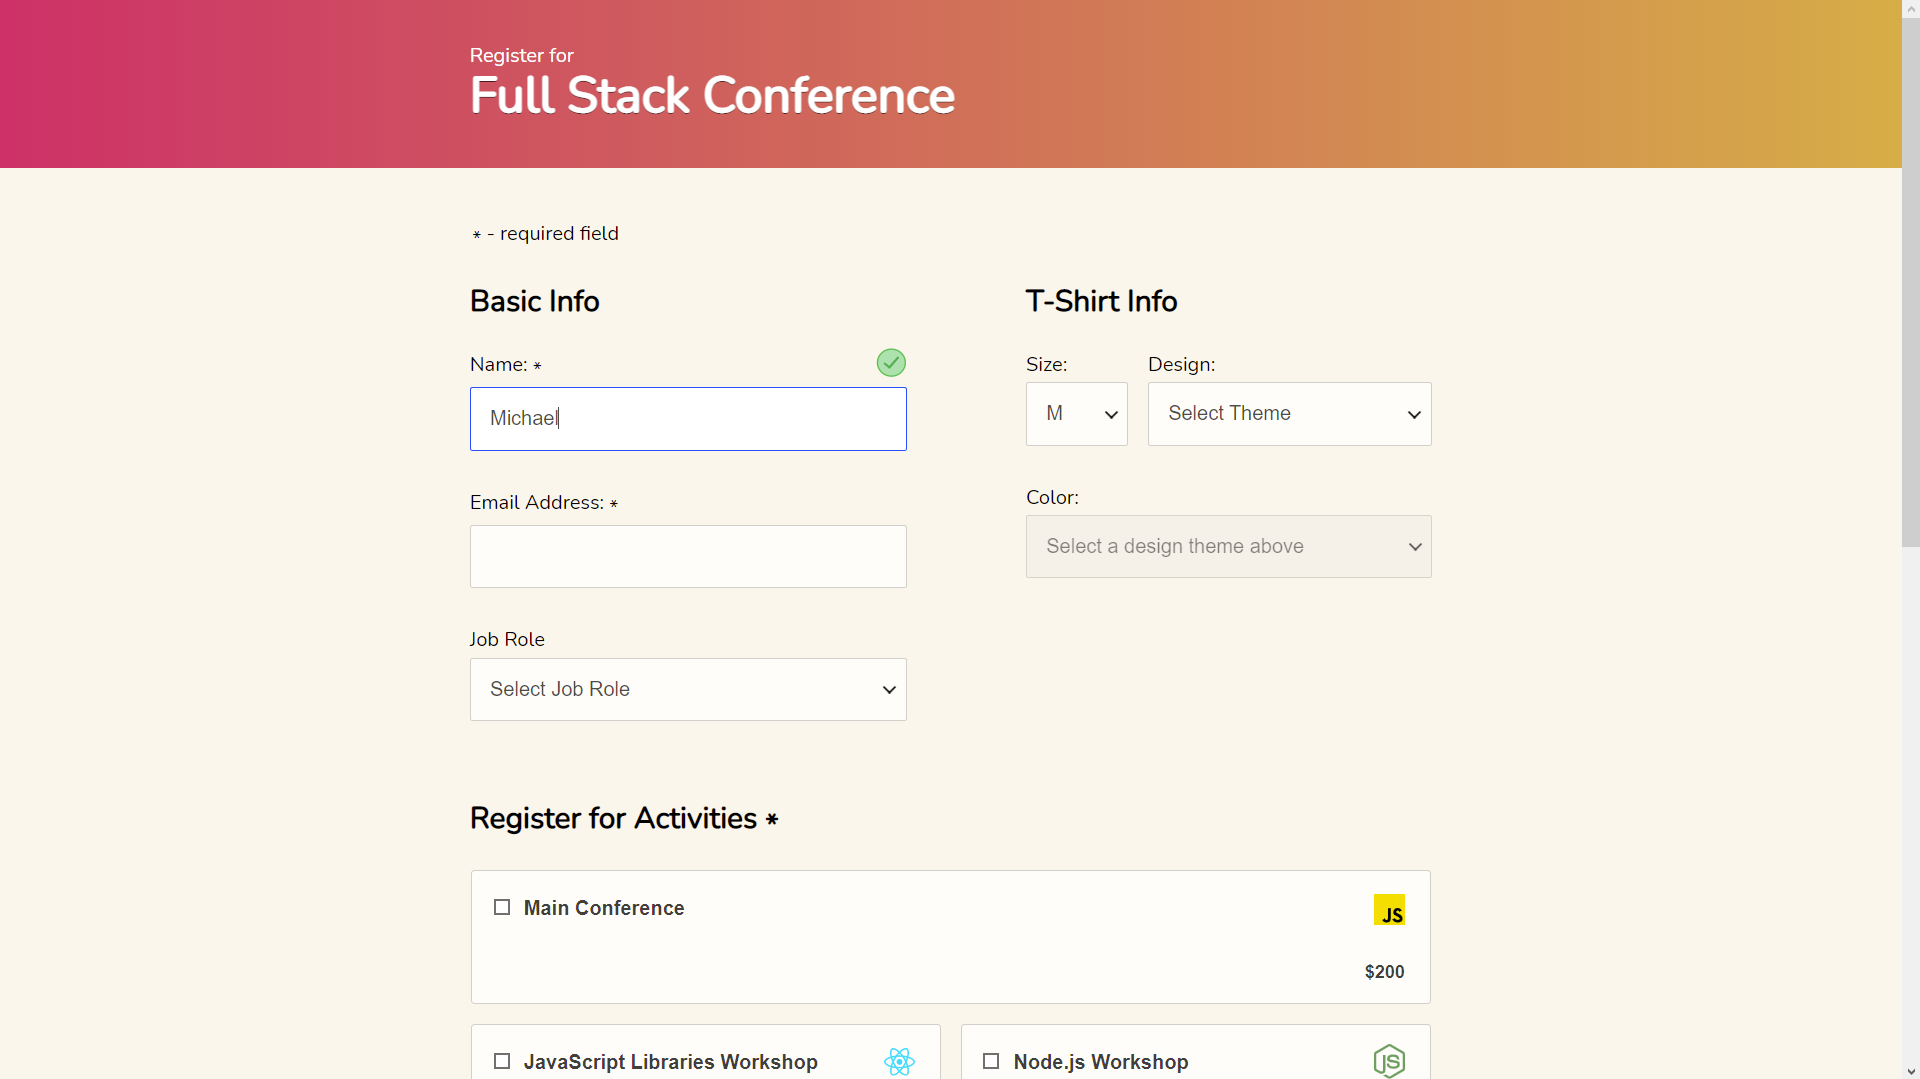 Register for
Full Stack Conference
* - required field
Basic Info
Name: *
Michael
Email Address: *
Job Role
Select Job Role
T-Shirt Info
Size:
Design:
M
Select Theme
Color:
Select a design theme above
Register for Activities *
Main Conference
JS
$200
JavaScript Libraries Workshop
Node.js Workshop
JS